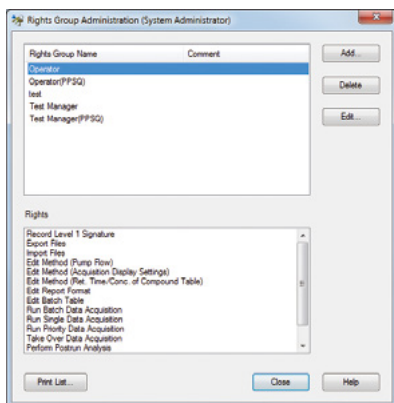 Rights Group Administration (System Administrator)
Rights Group Name Comment
Add...
Operator
Operator(PPSQ)
Delete
test
Test Manager
Edit...
Test Manager(PPSQ)
Rights
Record Level 1 Signature
Export Files
Import Files
Edit Method (Pump Flow)
Edit Method (Acquisition Display Settings)
Edit Method (Ret. Time/Conc. of Compound Table)
Edit Report Format
Edit Batch Table
Run Batch Data Acquisition
Run Single Data Acquisition
Run Priority Data Acquisition
Take Over Data Acquisition
Perform Postrun Analysis
Print List... Close Help